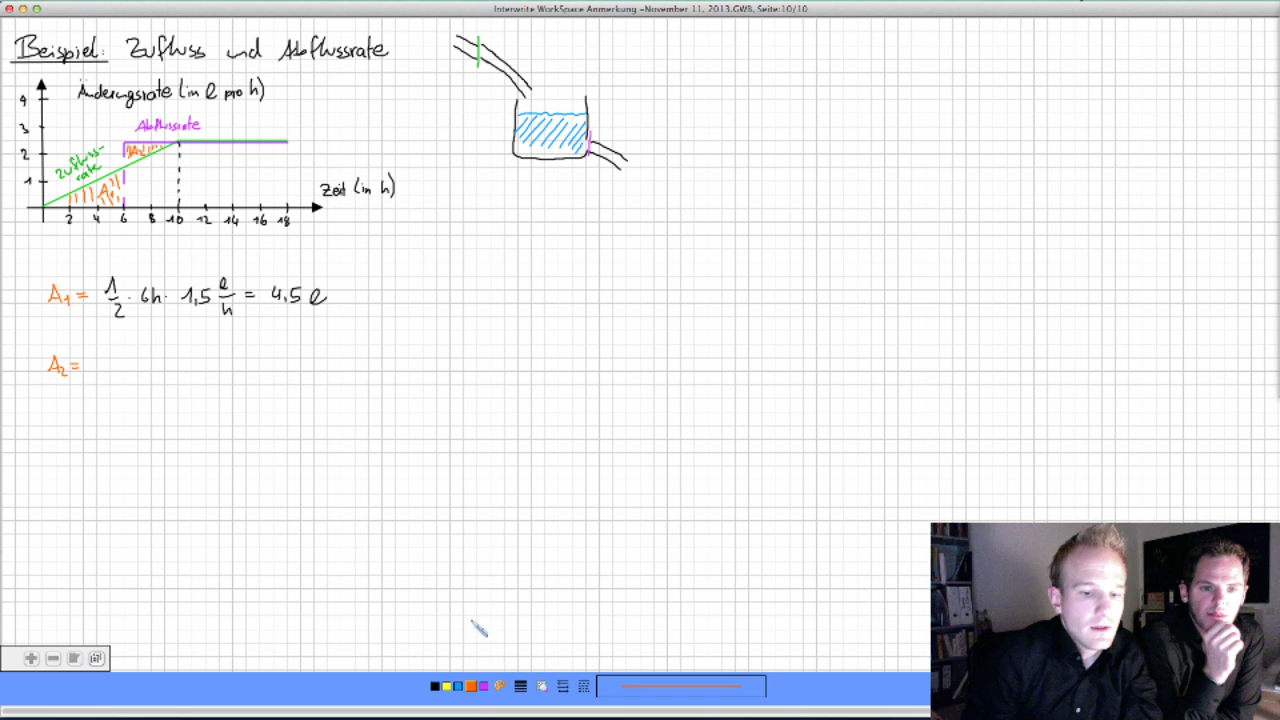 Interwrite WorkSpace Anmerkung –November 11, 2013.GWB, Seite:10/10
Beispiel: Zufluss und Abflussrate
Änderungsrate (in l pro h)
4
3
2
1
Abflussrate
Zufluss-
rate
A2
A1
Zeit (in h)
2 4 6 8 10 12 14 16 18
A1 = 1/2 · 6h · 1,5 l/h = 4,5 l
A2 =